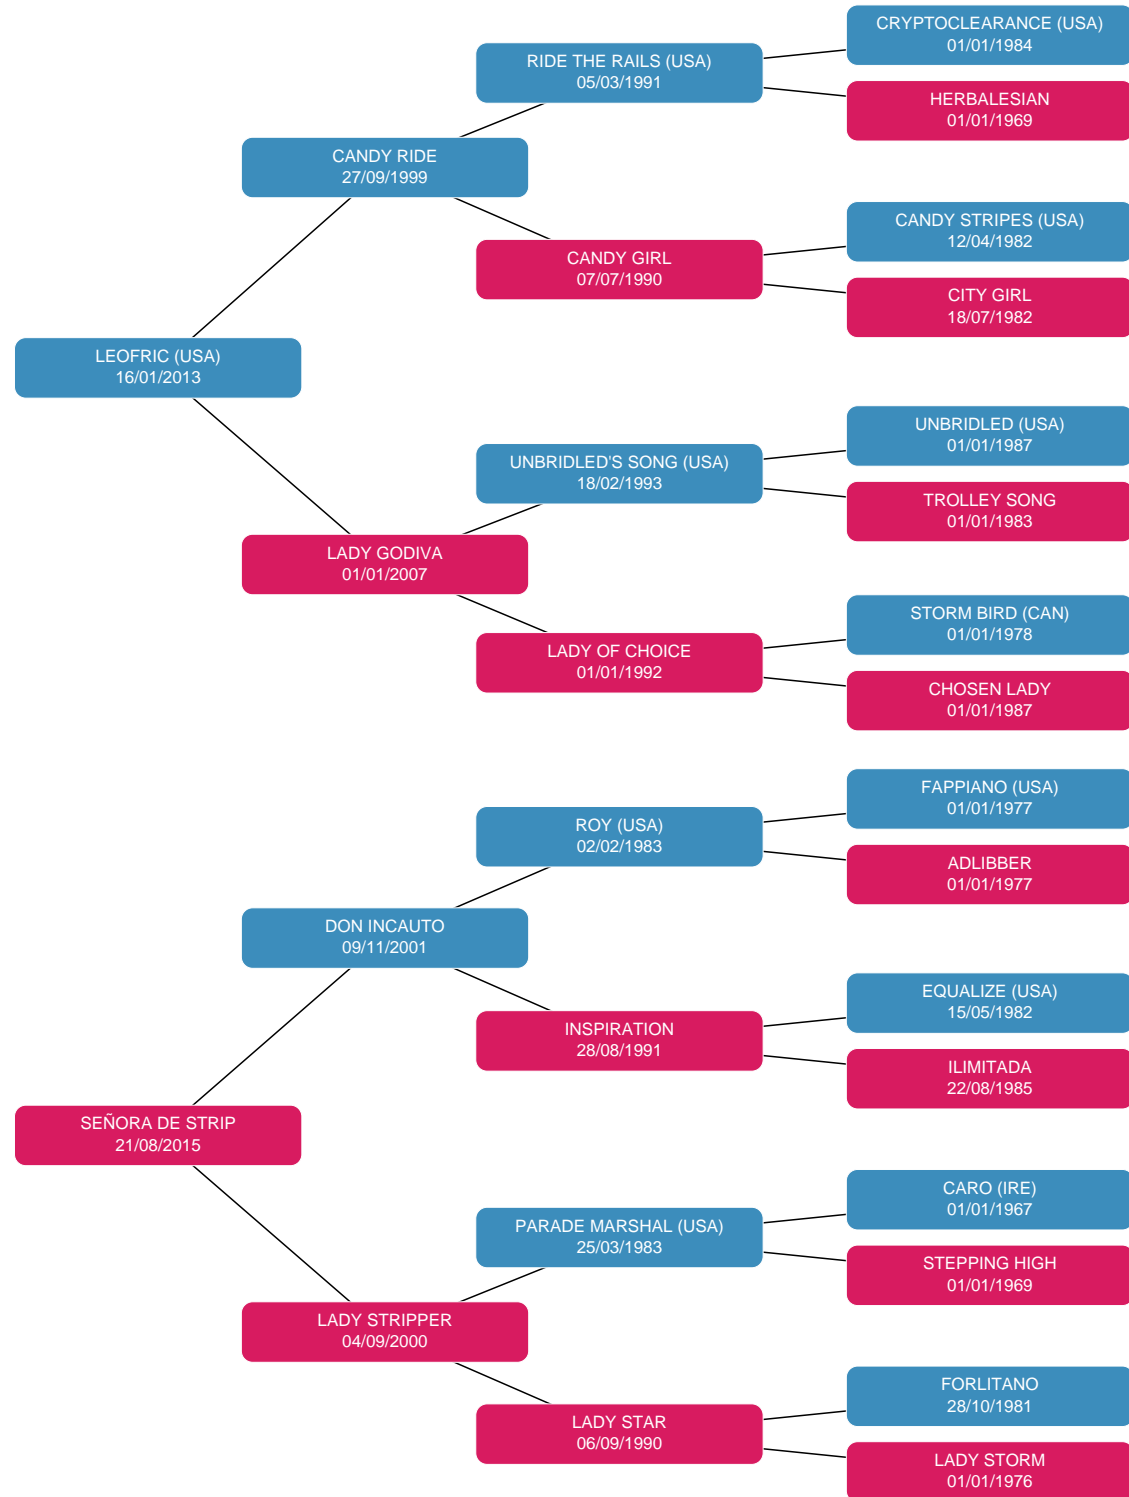 CRYPTOCLEARANCE (USA)
01/01/1984
RIDE THE RAILS (USA)
05/03/1991
HERBALESIAN
01/01/1969
CANDY RIDE
27/09/1999
CANDY STRIPES (USA)
12/04/1982
CANDY GIRL
07/07/1990
CITY GIRL
18/07/1982
LEOFRIC (USA)
16/01/2013
UNBRIDLED (USA)
01/01/1987
UNBRIDLED'S SONG (USA)
18/02/1993
TROLLEY SONG
01/01/1983
LADY GODIVA
01/01/2007
STORM BIRD (CAN)
01/01/1978
LADY OF CHOICE
01/01/1992
CHOSEN LADY
01/01/1987
FAPPIANO (USA)
01/01/1977
ROY (USA)
02/02/1983
ADLIBBER
01/01/1977
DON INCAUTO
09/11/2001
EQUALIZE (USA)
15/05/1982
INSPIRATION
28/08/1991
ILIMITADA
22/08/1985
SEÑORA DE STRIP
21/08/2015
CARO (IRE)
01/01/1967
PARADE MARSHAL (USA)
25/03/1983
STEPPING HIGH
01/01/1969
LADY STRIPPER
04/09/2000
FORLITANO
28/10/1981
LADY STAR
06/09/1990
LADY STORM
01/01/1976